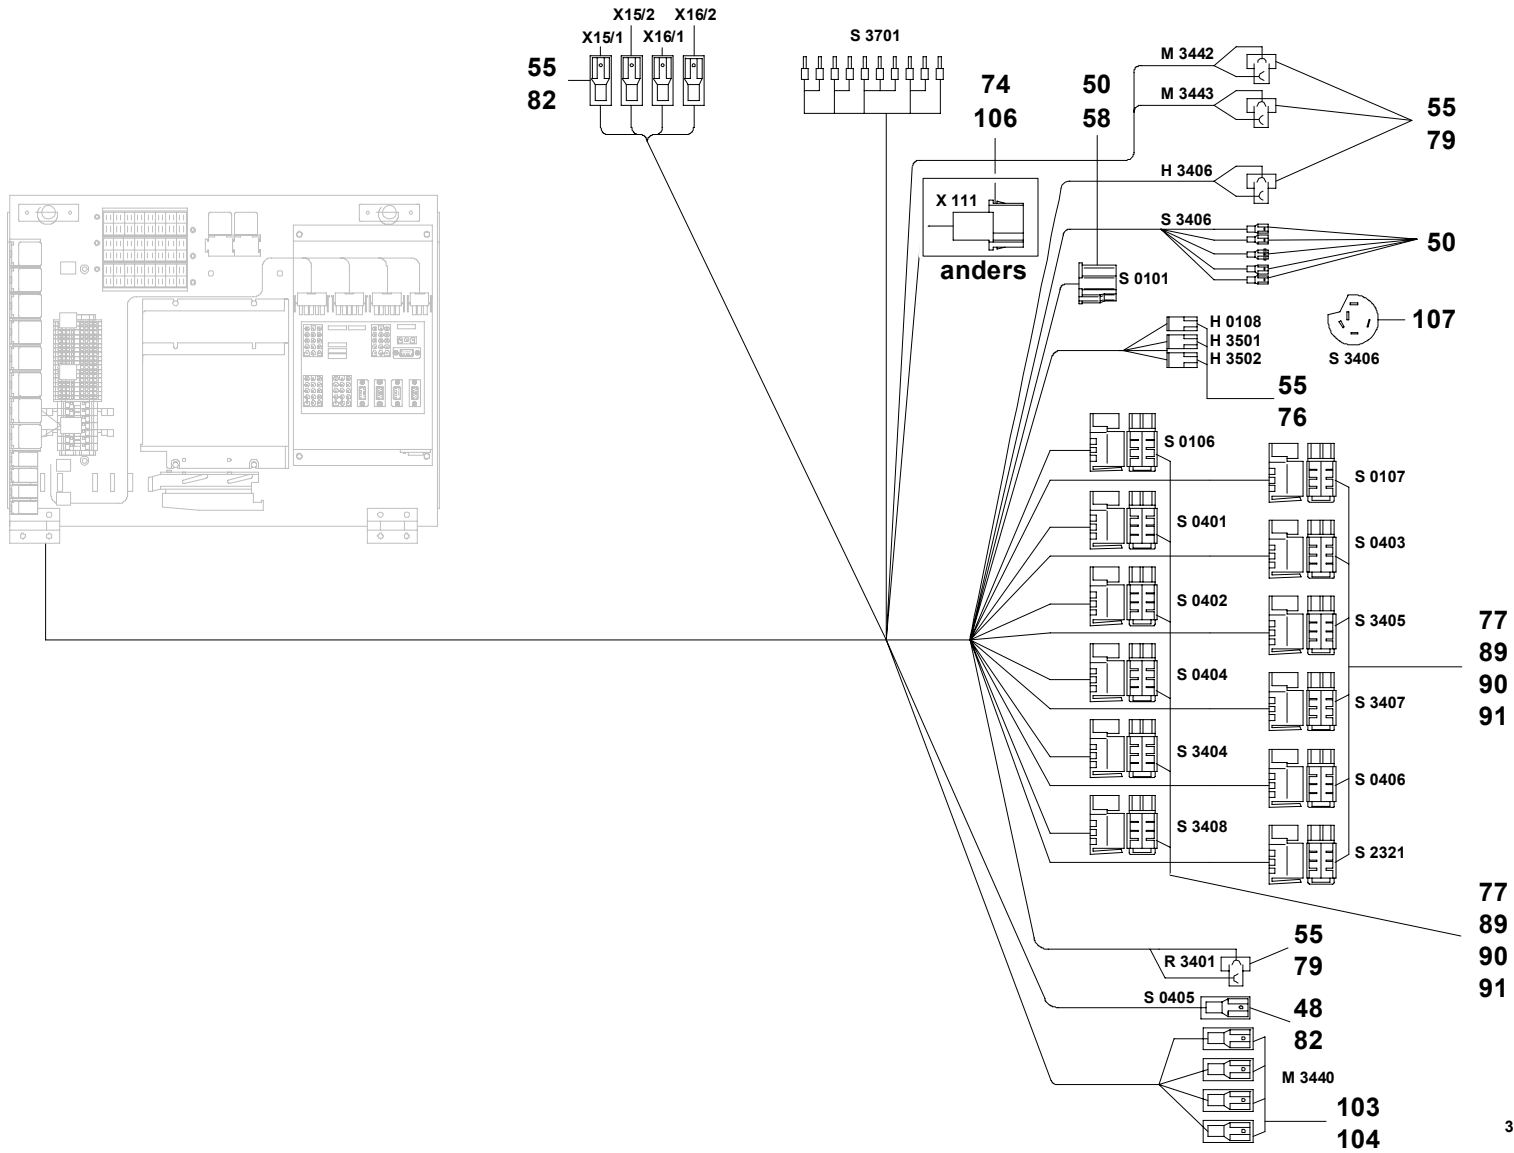 X15/2 X16/2
X15/1 X16/1
55
82
S 3701
74
106
50
58
M 3442
M 3443
55
79
H 3406
X 111
anders
S 3406
50
S 0101
H 0108
H 3501
H 3502
107
S 3406
55
76
S 0106
S 0107
S 0401
S 0403
S 0402
S 3405
77
89
90
91
S 0404
S 3407
S 3404
S 0406
S 3408
S 2321
77
89
90
91
R 3401
55
79
S 0405
48
82
M 3440
103
104
3